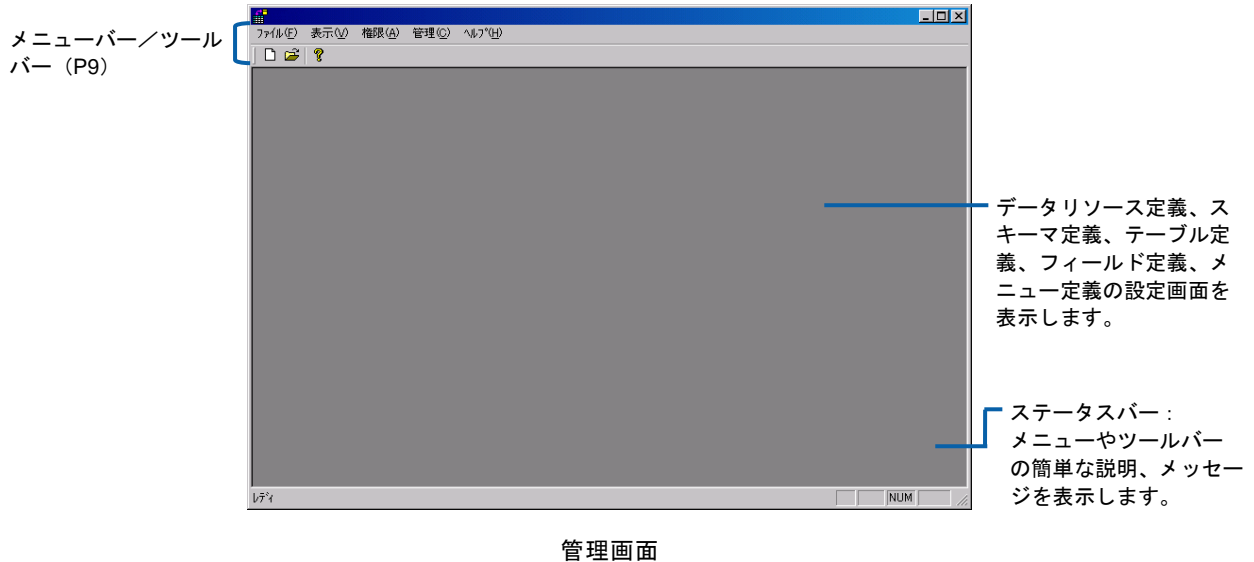 メニューバー／ツール
バー（P9）
ﾌｧｲﾙ(F) 表示(V) 権限(A) 管理(C) ﾍﾙﾌﾟ(H)
データリソース定義、ス
キーマ定義、テーブル定
義、フィールド定義、メ
ニュー定義の設定画面を
表示します。
ステータスバー：
メニューやツールバー
の簡単な説明、メッセー
ジを表示します。
ﾚﾃﾞｨ
NUM
管理画面